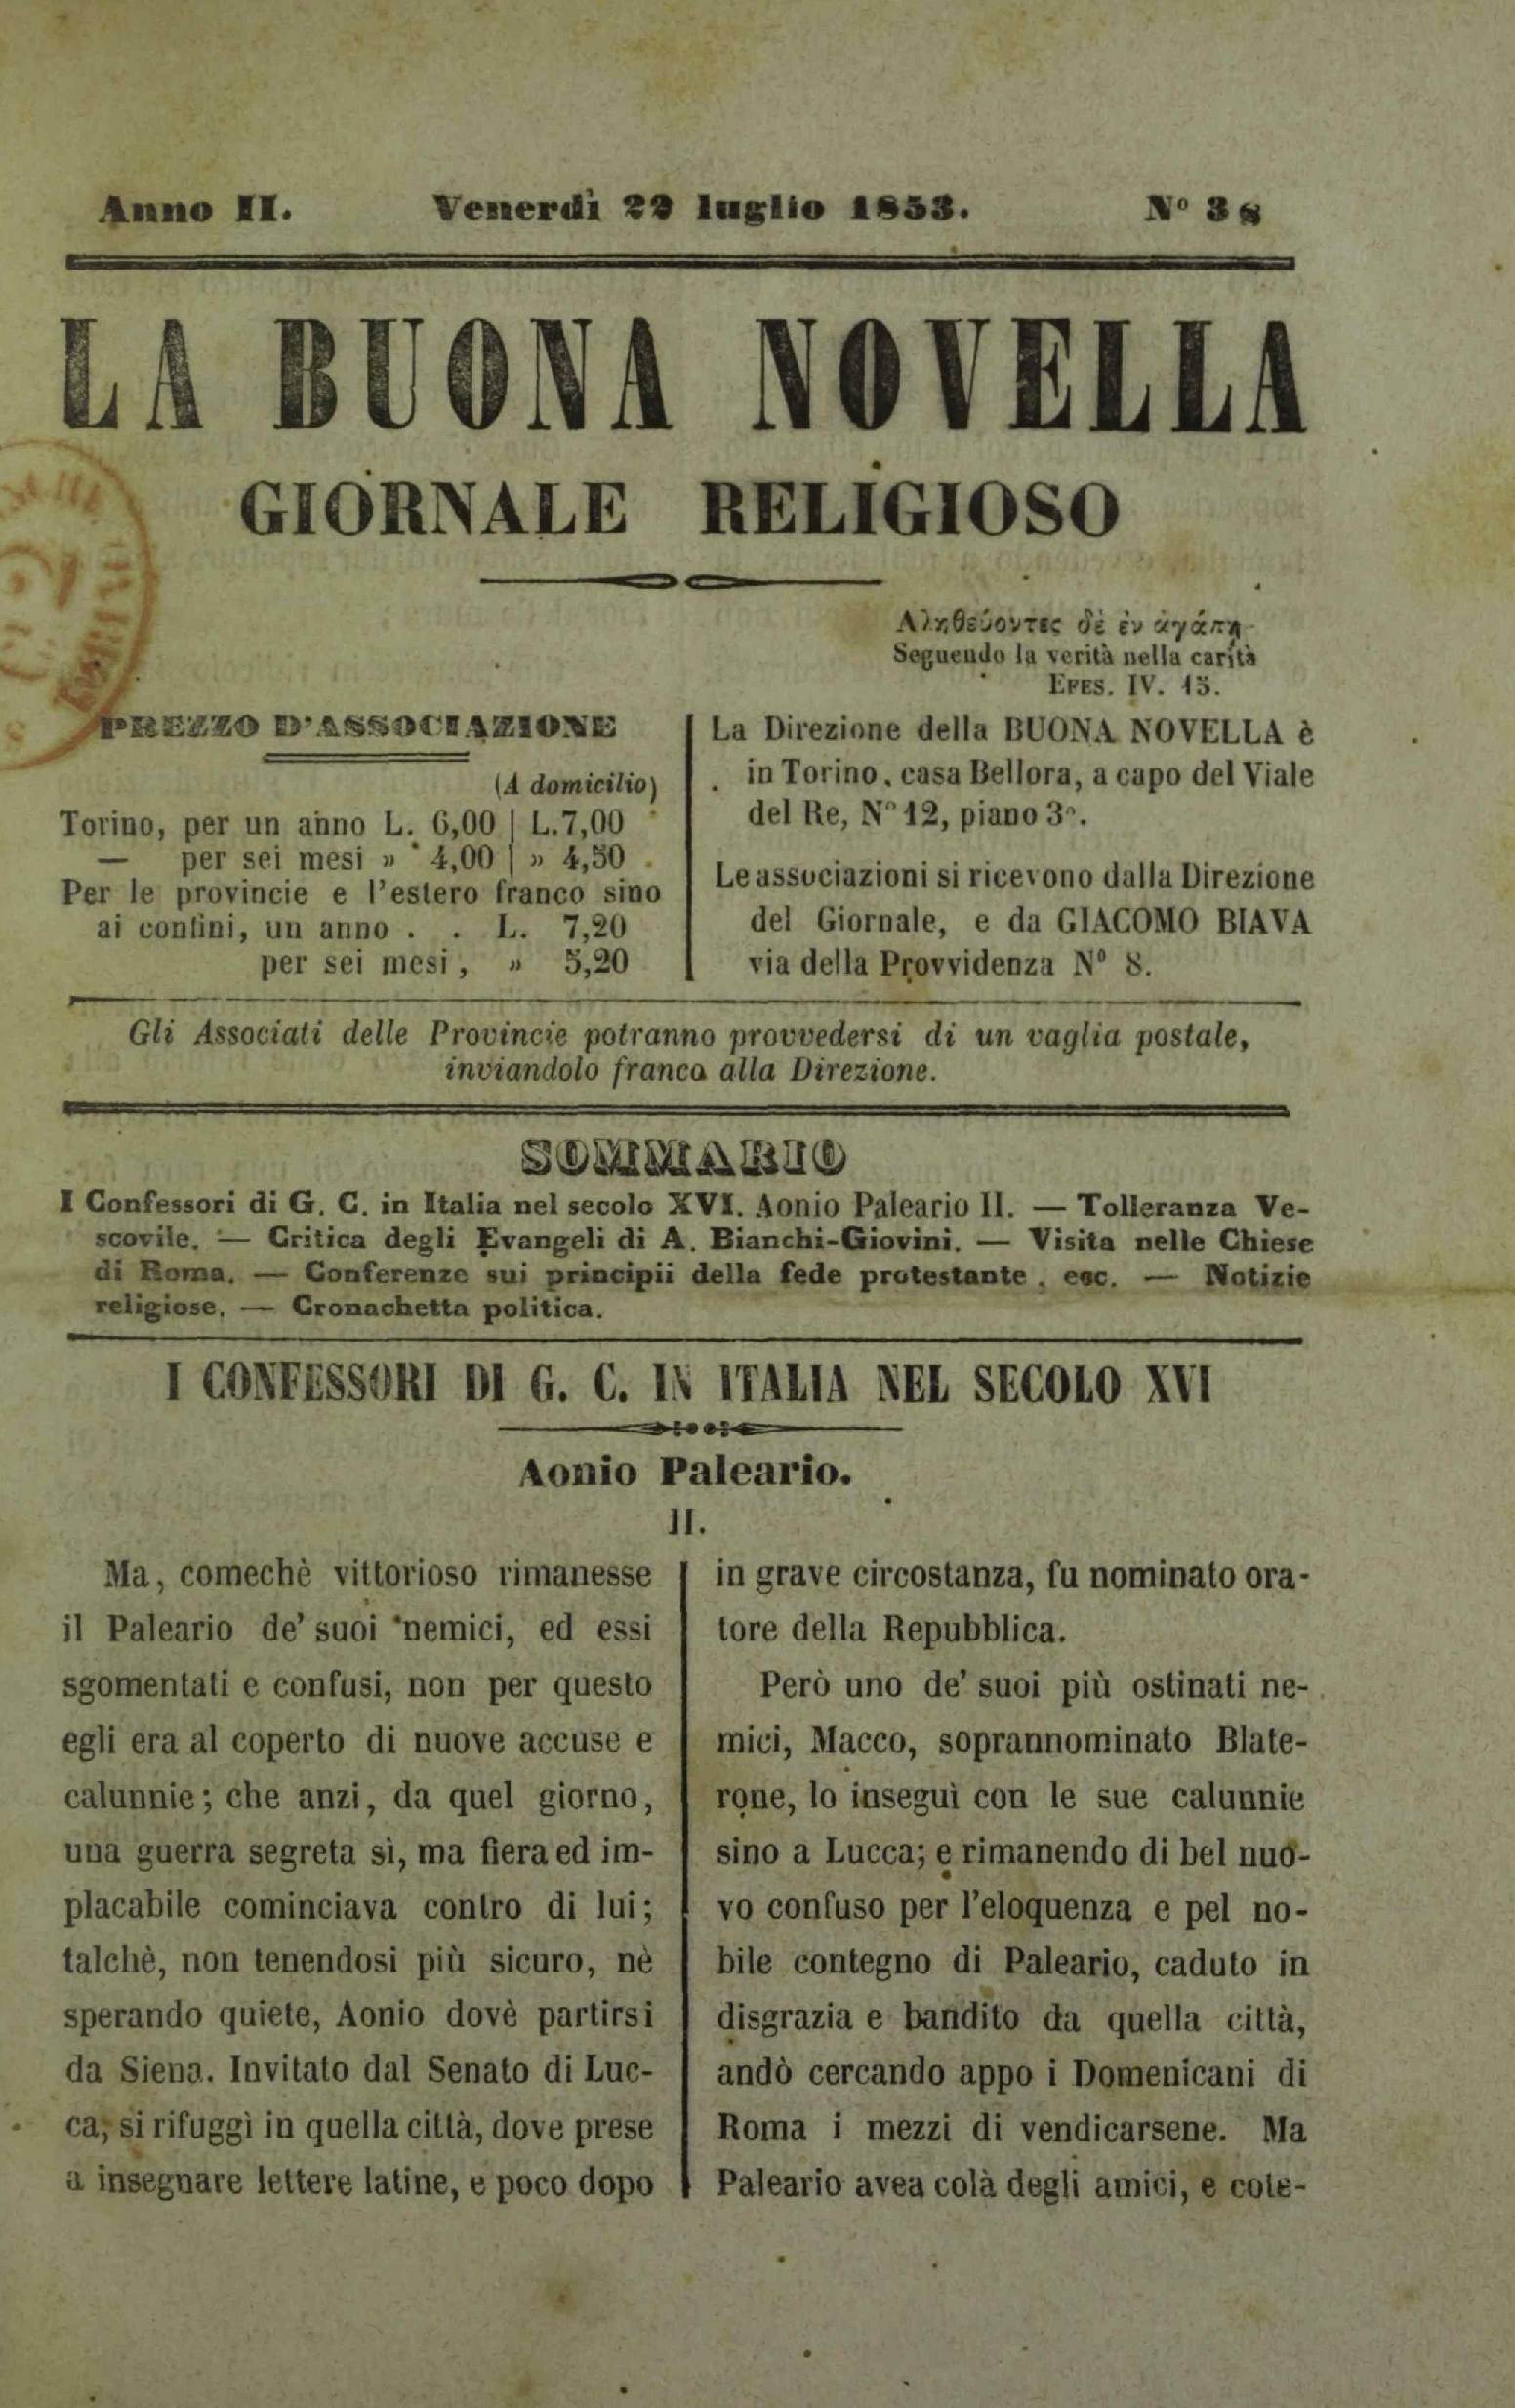 Anno II.
Venerdì 22 luglio 1853.
N° 38
LA BUONA NOVELLA
GIORNALE RELIGIOSO
Αληθεύοντες δὲ ἐν ἀγάπῃ
Seguendo la verità nella carità
EFES. IV. 15.
PREZZO D'ASSOCIAZIONE
(A domicilio)
Torino, per un anno L. 6,00 | L.7,00
— per sei mesi » 4,00 | » 4,50
Per le provincie e l'estero franco sino
ai confini, un anno . . L. 7,20
per sei mesi, » 5,20
La Direzione della BUONA NOVELLA è
in Torino, casa Bellora, a capo del Viale
del Re, N° 12, piano 3°.
Le associazioni si ricevono dalla Direzione
del Giornale, e da GIACOMO BIAVA
via della Provvidenza N° 8.
Gli Associati delle Provincie potranno provvedersi di un vaglia postale,
inviandolo franco alla Direzione.
SOMMARIO
I Confessori di G. C. in Italia nel secolo XVI. Aonio Paleario II. — Tolleranza Ve-
scovile. — Critica degli Evangeli di A. Bianchi-Giovini. — Visita nelle Chiese
di Roma. — Conferenze sui principii della fede protestante, ecc. — Notizie
religiose. — Cronachetta politica.
I CONFESSORI DI G. C. IN ITALIA NEL SECOLO XVI
Aonio Paleario.
II.
Ma, comechè vittorioso rimanesse
il Paleario de' suoi nemici, ed essi
sgomentati e confusi, non per questo
egli era al coperto di nuove accuse e
calunnie; che anzi, da quel giorno,
una guerra segreta sì, ma fiera ed im-
placabile cominciava contro di lui;
talchè, non tenendosi più sicuro, nè
sperando quiete, Aonio dovè partirsi
da Siena. Invitato dal Senato di Luc-
ca, si rifuggì in quella città, dove prese
a insegnare lettere latine, e poco dopo
in grave circostanza, fu nominato ora-
tore della Repubblica.
Però uno de' suoi più ostinati ne-
mici, Macco, soprannominato Blate-
rone, lo inseguì con le sue calunnie
sino a Lucca; e rimanendo di bel nuo-
vo confuso per l'eloquenza e pel no-
bile contegno di Paleario, caduto in
disgrazia e bandito da quella città,
andò cercando appo i Domenicani di
Roma i mezzi di vendicarsene. Ma
Paleario avea colà degli amici, e cote-